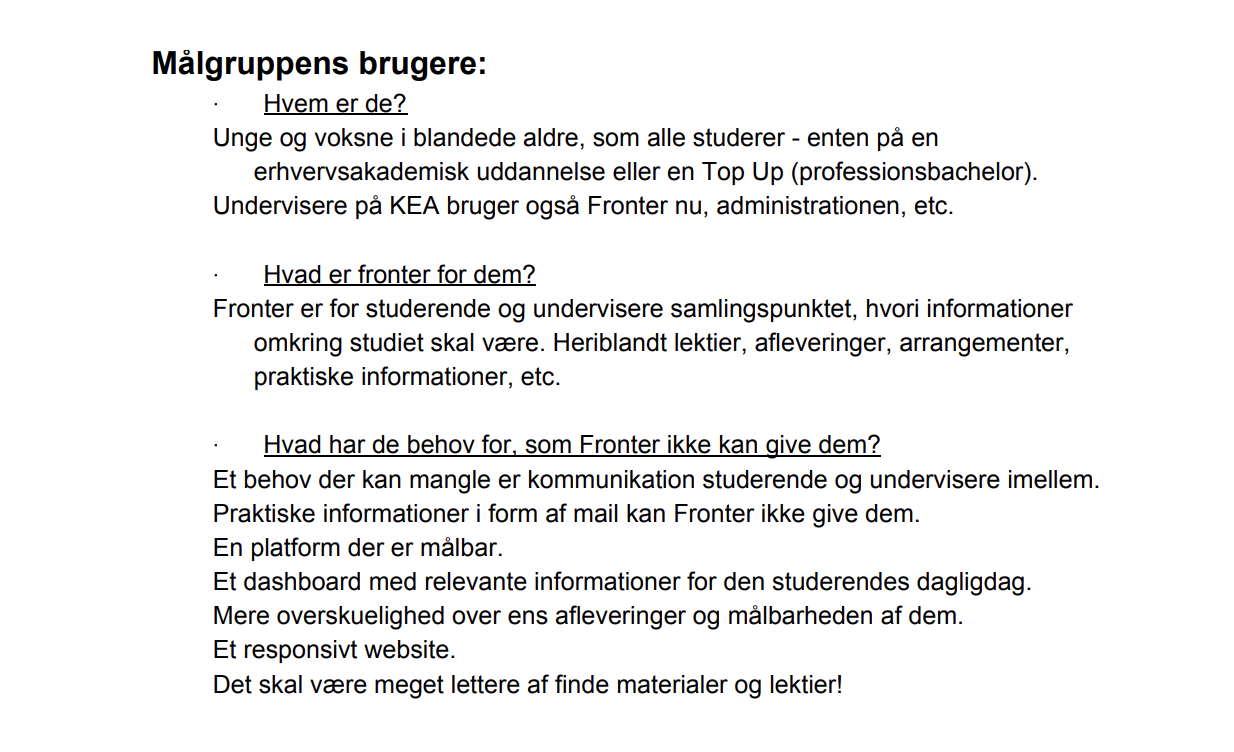 Målgruppens brugere:
· Hvem er de?
Unge og voksne i blandede aldre, som alle studerer - enten på en
erhvervsakademisk uddannelse eller en Top Up (professionsbachelor).
Undervisere på KEA bruger også Fronter nu, administrationen, etc.
· Hvad er fronter for dem?
Fronter er for studerende og undervisere samlingspunktet, hvori informationer
omkring studiet skal være. Heriblandt lektier, afleveringer, arrangementer,
praktiske informationer, etc.
· Hvad har de behov for, som Fronter ikke kan give dem?
Et behov der kan mangle er kommunikation studerende og undervisere imellem.
Praktiske informationer i form af mail kan Fronter ikke give dem.
En platform der er målbar.
Et dashboard med relevante informationer for den studerendes dagligdag.
Mere overskuelighed over ens afleveringer og målbarheden af dem.
Et responsivt website.
Det skal være meget lettere af finde materialer og lektier!